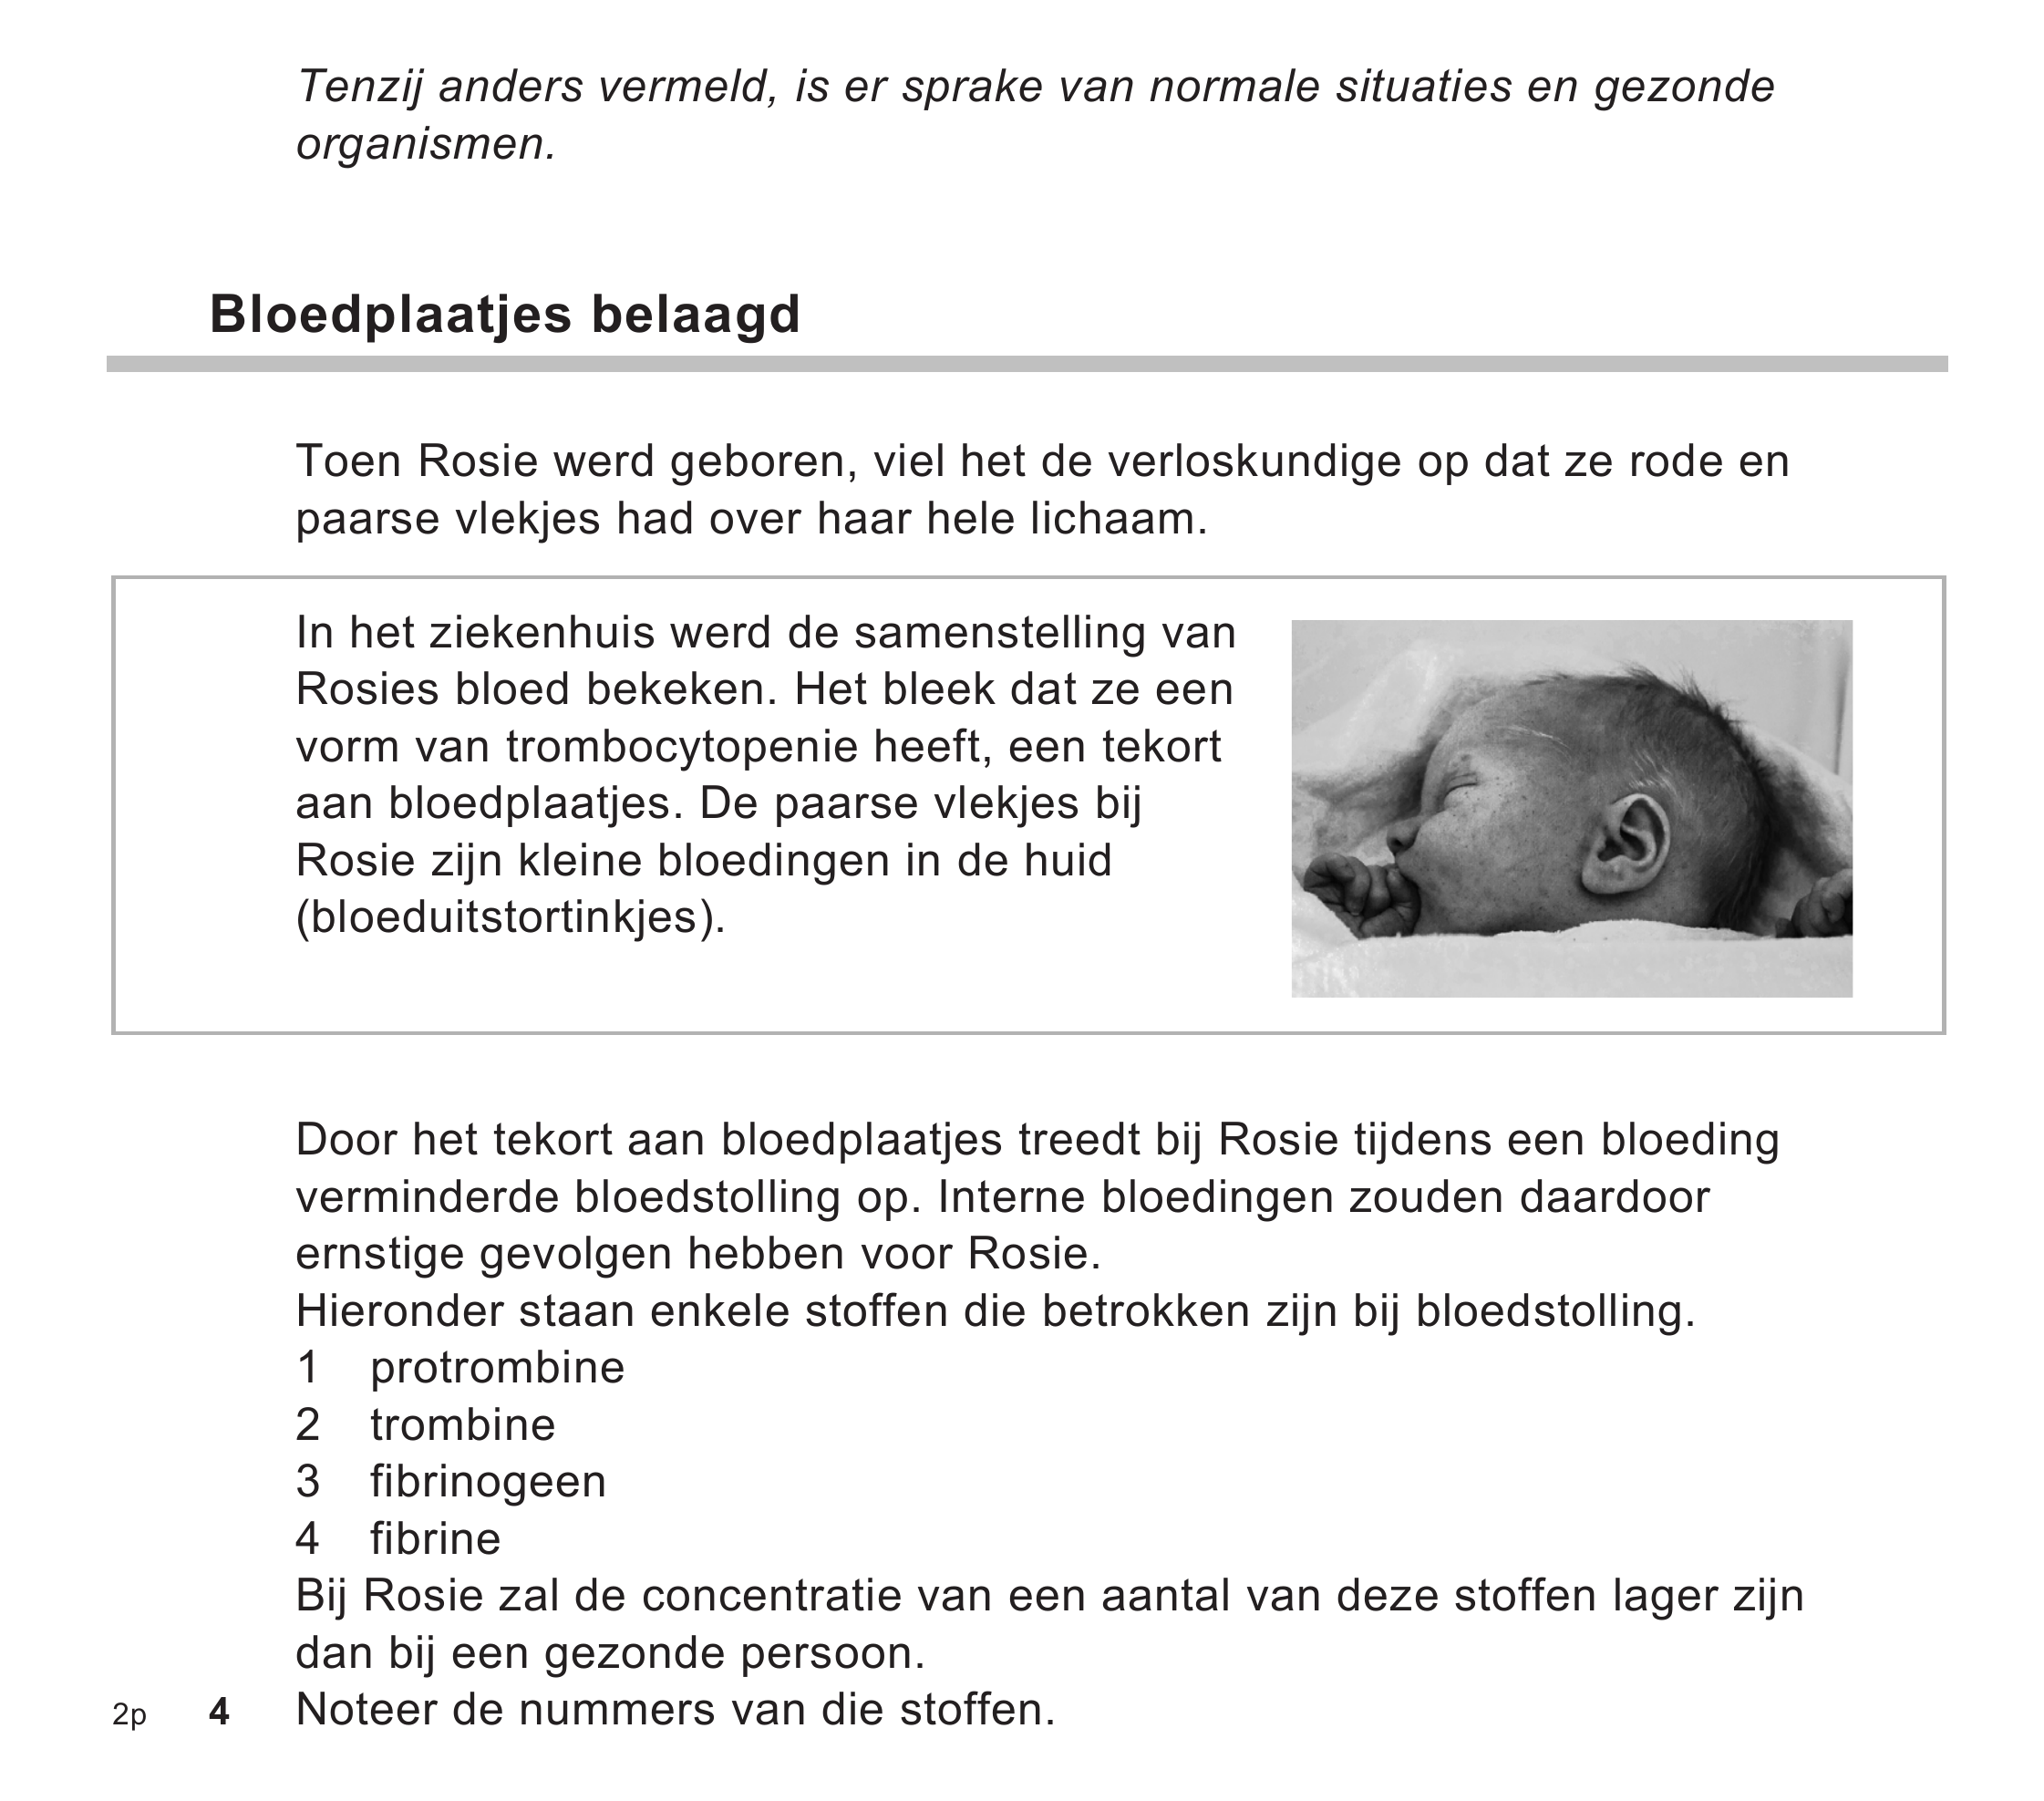 Tenzij anders vermeld, is er sprake van normale situaties en gezonde
organismen.
Bloedplaatjes belaagd
Toen Rosie werd geboren, viel het de verloskundige op dat ze rode en
paarse vlekjes had over haar hele lichaam.
In het ziekenhuis werd de samenstelling van
Rosies bloed bekeken. Het bleek dat ze een
vorm van trombocytopenie heeft, een tekort
aan bloedplaatjes. De paarse vlekjes bij
Rosie zijn kleine bloedingen in de huid
(bloeduitstortinkjes).
Door het tekort aan bloedplaatjes treedt bij Rosie tijdens een bloeding
verminderde bloedstolling op. Interne bloedingen zouden daardoor
ernstige gevolgen hebben voor Rosie.
Hieronder staan enkele stoffen die betrokken zijn bij bloedstolling.
1 protrombine
2 trombine
3 fibrinogeen
4 fibrine
Bij Rosie zal de concentratie van een aantal van deze stoffen lager zijn
dan bij een gezonde persoon.
2p 4 Noteer de nummers van die stoffen.